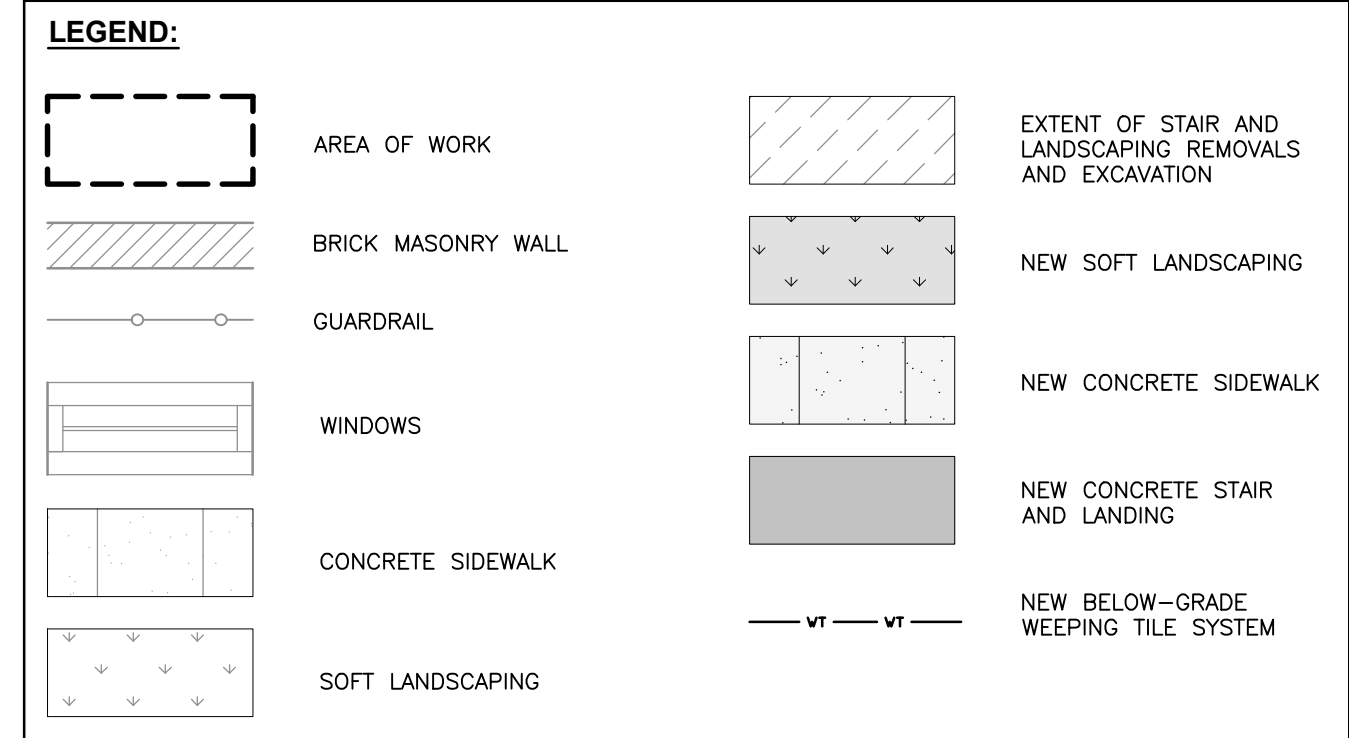 LEGEND:
AREA OF WORK
BRICK MASONRY WALL
GUARDRAIL
WINDOWS
CONCRETE SIDEWALK
SOFT LANDSCAPING
EXTENT OF STAIR AND
LANDSCAPING REMOVALS
AND EXCAVATION
NEW SOFT LANDSCAPING
NEW CONCRETE SIDEWALK
NEW CONCRETE STAIR
AND LANDING
WT WT
NEW BELOW-GRADE
WEEPING TILE SYSTEM